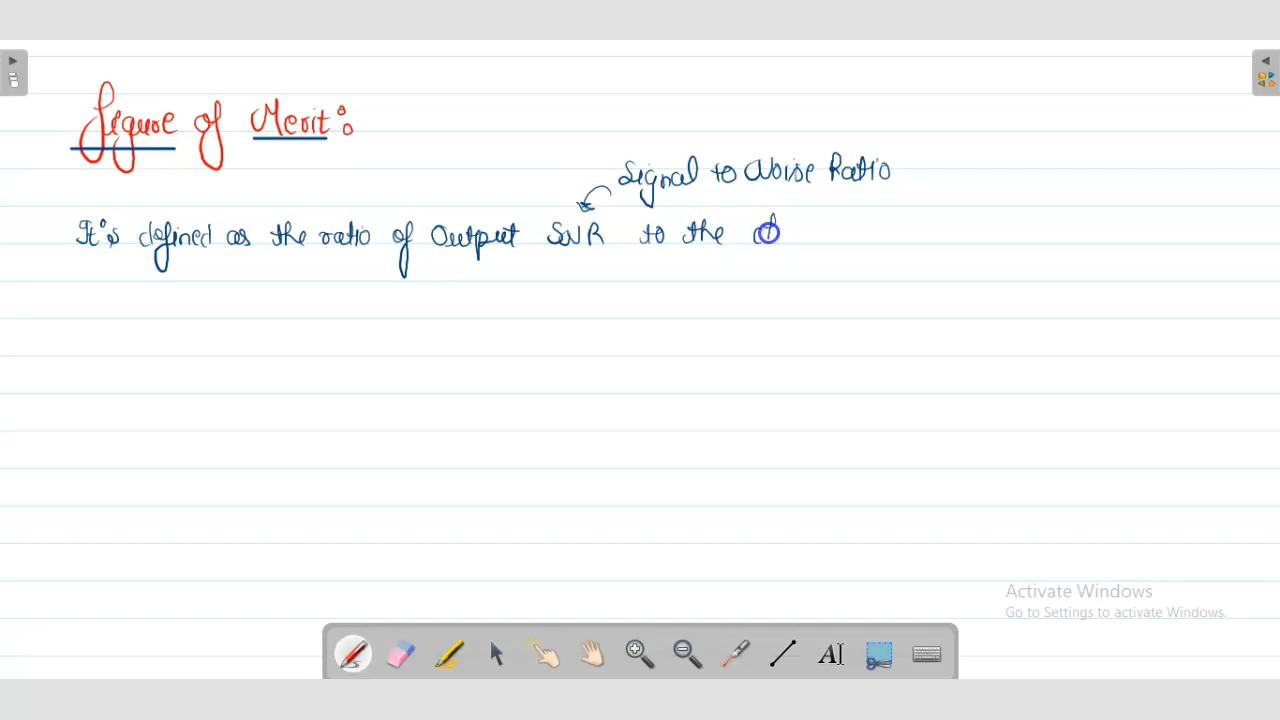 Figure of Merit:
Signal to Noise Ratio
It's defined as the ratio of Output SNR to the
Activate Windows
Go to Settings to activate Windows.
AI